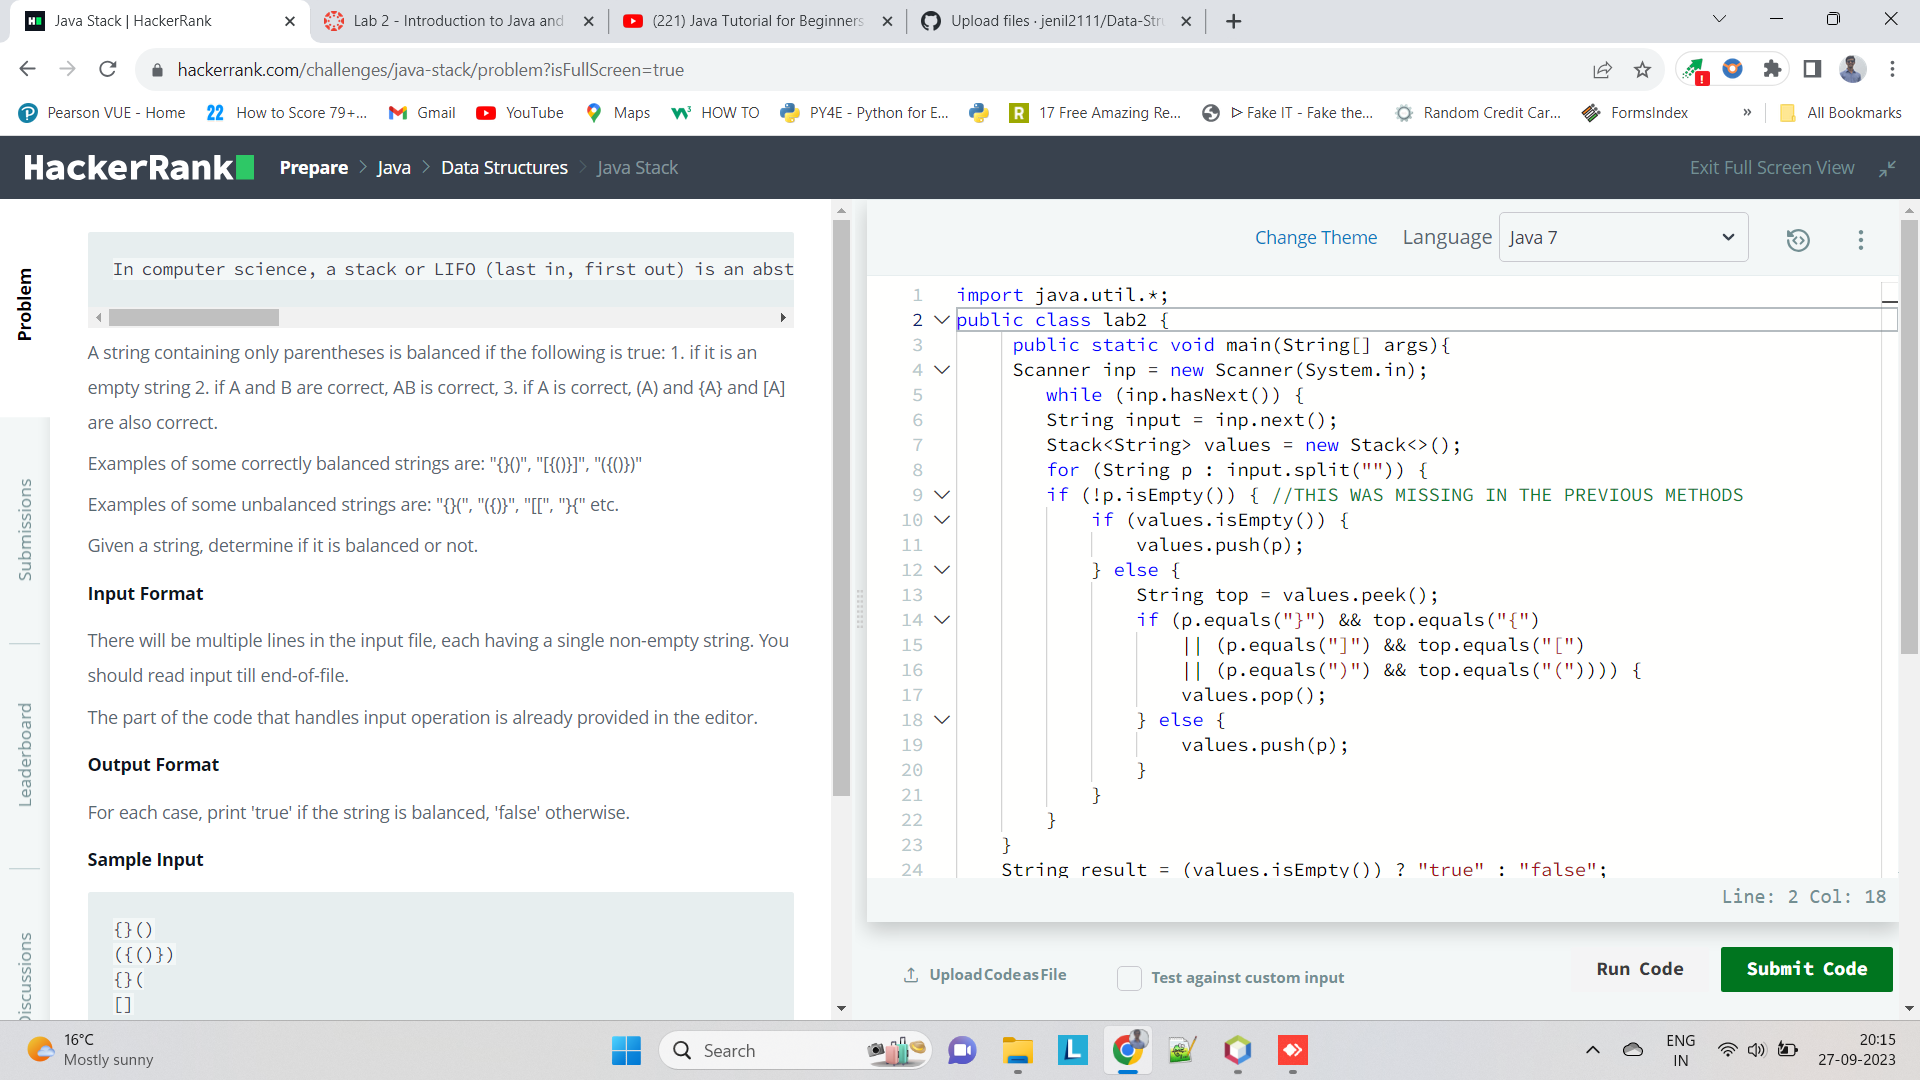 Java Stack | HackerRank
Lab 2 - Introduction to Java and
(221) Java Tutorial for Beginners
Upload files · jenil2111/Data-Stru
hackerrank.com/challenges/java-stack/problem?isFullScreen=true
Pearson VUE - Home
22 How to Score 79+...
Gmail
YouTube
Maps
HOW TO
PY4E - Python for E...
R 17 Free Amazing Re...
▷ Fake IT - Fake the...
Random Credit Car...
FormsIndex
»
All Bookmarks
HackerRank
Prepare > Java > Data Structures > Java Stack
Exit Full Screen View
Problem
Submissions
Leaderboard
Discussions
In computer science, a stack or LIFO (last in, first out) is an abst
A string containing only parentheses is balanced if the following is true: 1. if it is an
empty string 2. if A and B are correct, AB is correct, 3. if A is correct, (A) and {A} and [A]
are also correct.
Examples of some correctly balanced strings are: "{}()", "[{()}]", "({()})"
Examples of some unbalanced strings are: "{}(", "({)}", "[[", "}{" etc.
Given a string, determine if it is balanced or not.
Input Format
There will be multiple lines in the input file, each having a single non-empty string. You
should read input till end-of-file.
The part of the code that handles input operation is already provided in the editor.
Output Format
For each case, print 'true' if the string is balanced, 'false' otherwise.
Sample Input
{}()
({()})
{}(
[]
Change Theme
Language
Java 7
1 import java.util.*;
2 public class lab2 {
3 public static void main(String[] args){
4 Scanner inp = new Scanner(System.in);
5 while (inp.hasNext()) {
6 String input = inp.next();
7 Stack<String> values = new Stack<>();
8 for (String p : input.split("")) {
9 if (!p.isEmpty()) { //THIS WAS MISSING IN THE PREVIOUS METHODS
10 if (values.isEmpty()) {
11 values.push(p);
12 } else {
13 String top = values.peek();
14 if (p.equals("}") && top.equals("{")
15 || (p.equals("]") && top.equals("[")
16 || (p.equals(")") && top.equals("(")))) {
17 values.pop();
18 } else {
19 values.push(p);
20 }
21 }
22 }
23 }
24 String result = (values.isEmpty()) ? "true" : "false";
Line: 2 Col: 18
Upload Code as File
Test against custom input
Run Code
Submit Code
16°C
Mostly sunny
Search
ENG
IN
20:15
27-09-2023